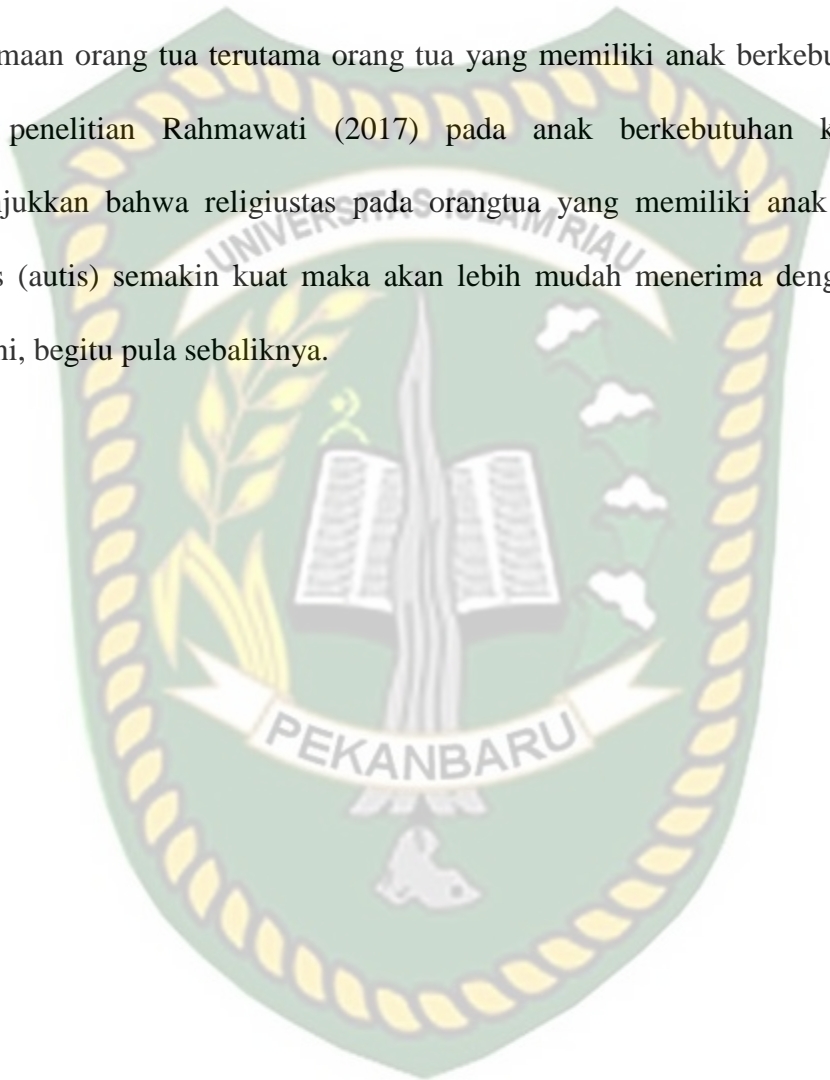 maan orang tua terutama orang tua yang memiliki anak berkebu
penelitian Rahmawati (2017) pada anak berkebutuhan k
jukkan bahwa religiustas pada orangtua yang memiliki anak
s (autis) semakin kuat maka akan lebih mudah menerima deng
ni, begitu pula sebaliknya.
UNIVERSITAS ISLAM RIAU
PEKANBARU